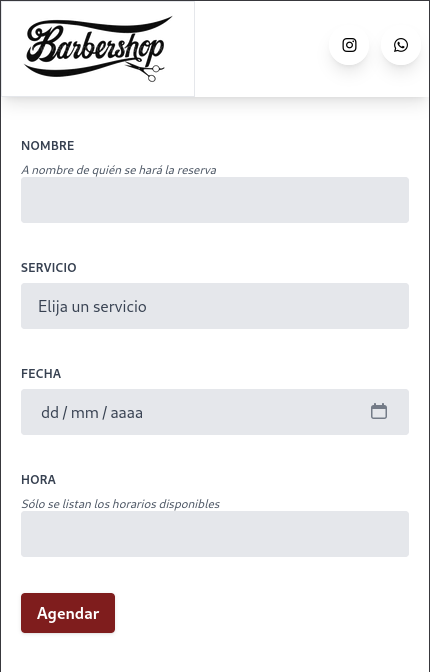 Barbershop
NOMBRE
A nombre de quién se hará la reserva
SERVICIO
Elija un servicio
FECHA
dd / mm / aaaa
HORA
Sólo se listan los horarios disponibles
Agendar